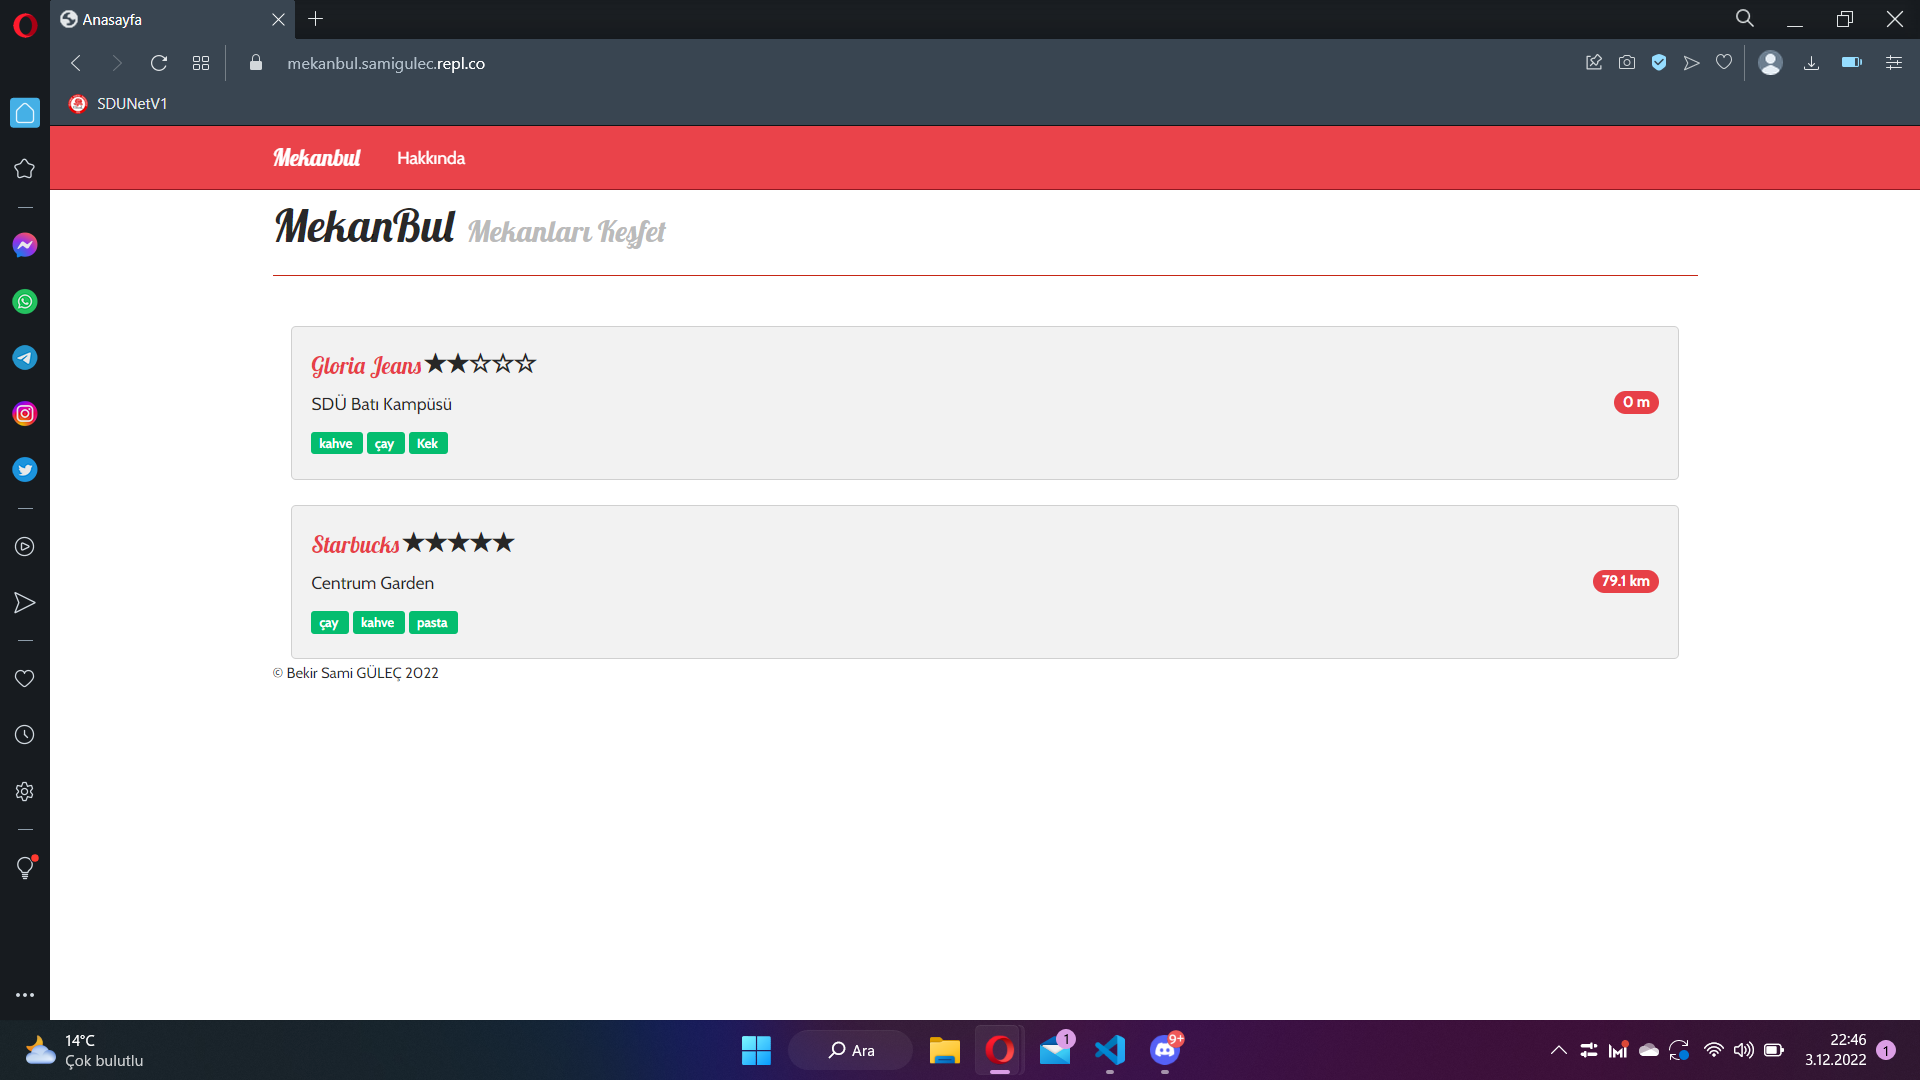 Anasayfa
mekanbul.samigulec.repl.co
SDUNetV1
Mekanbul Hakkında
MekanBul Mekanları Keşfet
Gloria Jeans ★★☆☆☆
SDÜ Batı Kampüsü
0 m
kahve çay Kek
Starbucks ★★★★★
Centrum Garden
79.1 km
çay kahve pasta
© Bekir Sami GÜLEÇ 2022
14°C
Çok bulutlu
Ara
1
9+
22:46
3.12.2022
1